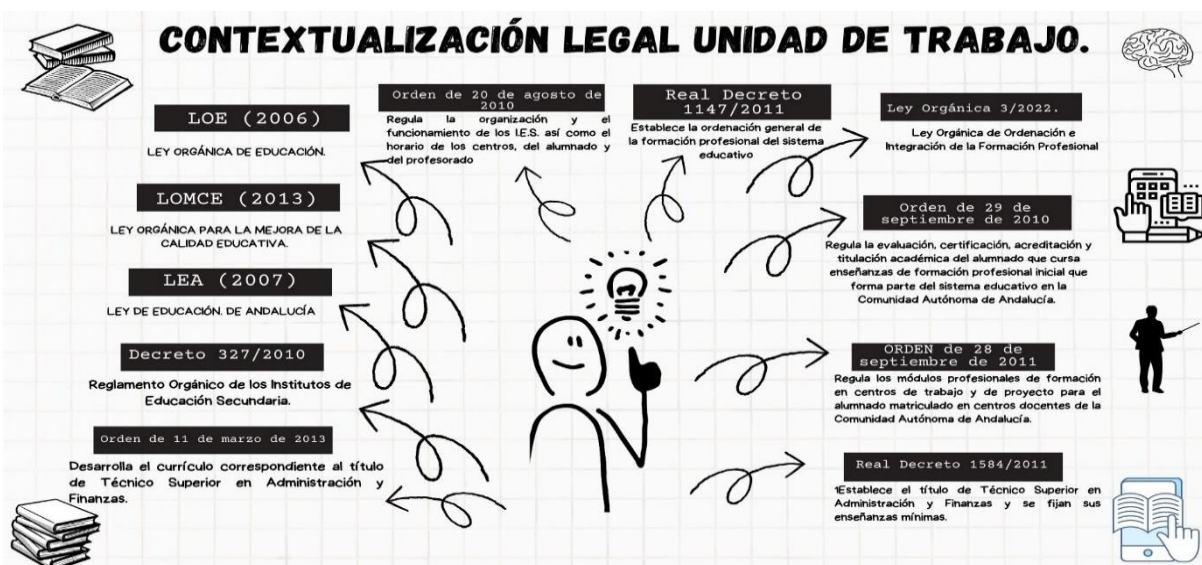 CONTEXTUALIZACIÓN LEGAL UNIDAD DE TRABAJO.
LOE (2006)
LEY ORGÁNICA DE EDUCACIÓN.
LOMCE (2013)
LEY ORGÁNICA PARA LA MEJORA DE LA
CALIDAD EDUCATIVA.
LEA (2007)
LEY DE EDUCACIÓN. DE ANDALUCÍA
Decreto 327/2010
Reglamento Orgánico de los Institutos de
Educación Secundaria.
Orden de 11 de marzo de 2013
Desarrolla el currículo correspondiente al título
de Técnico Superior en Administración y
Finanzas.
Orden de 20 de agosto de
2010
Regula la organización y el
funcionamiento de los I.E.S. así como el
horario de los centros, del alumnado y
del profesorado
Real Decreto
1147/2011
Establece la ordenación general de
la formación profesional del sistema
educativo
Ley Orgánica 3/2022.
Ley Orgánica de Ordenación e
Integración de la Formación Profesional
Orden de 29 de
septiembre de 2010
Regula la evaluación, certificación, acreditación y
titulación académica del alumnado que cursa
enseñanzas de formación profesional inicial que
forma parte del sistema educativo en la
Comunidad Autónoma de Andalucía.
ORDEN de 28 de
septiembre de 2011
Regula los módulos profesionales de formación
en centros de trabajo y de proyecto para el
alumnado matriculado en centros docentes de la
Comunidad Autónoma de Andalucía.
Real Decreto 1584/2011
1Establece el título de Técnico Superior en
Administración y Finanzas y se fijan sus
enseñanzas mínimas.